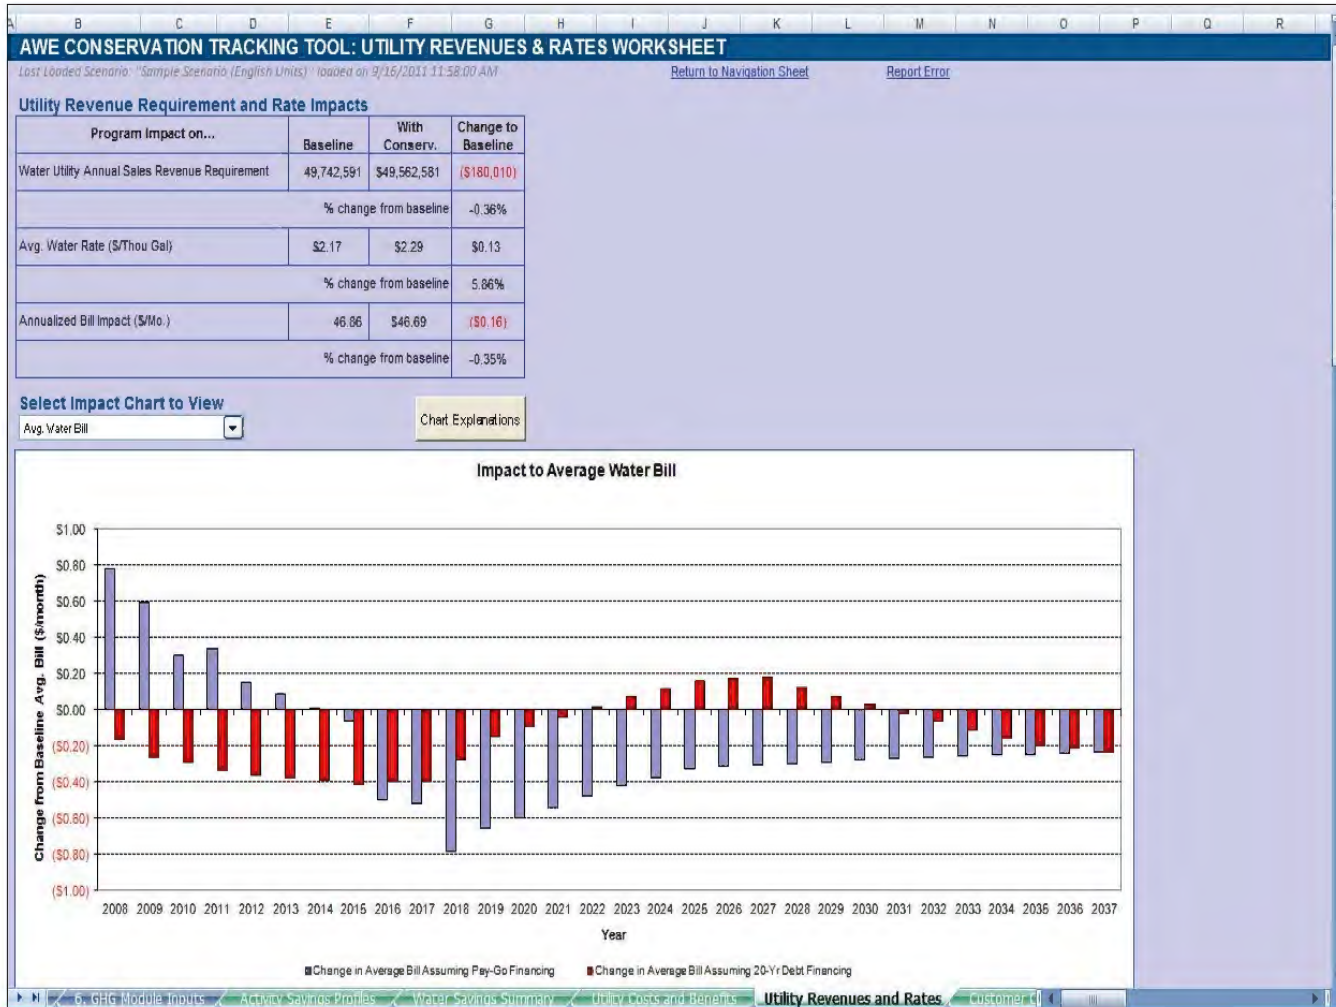 A B C D E F G H I J K L M N O P Q R
AWE CONSERVATION TRACKING TOOL: UTILITY REVENUES & RATES WORKSHEET
Last Loaded Scenario: "Sample Scenario (English Units)" loaded on 9/16/2011 11:58:00 AM Return to Navigation Sheet Report Error
Utility Revenue Requirement and Rate Impacts
Program Impact on... Baseline With Conserv. Change to Baseline
Water Utility Annual Sales Revenue Requirement 49,742,591 $49,562,581 ($180,010)
% change from baseline -0.36%
Avg. Water Rate ($/Thou Gal) $2.17 $2.29 $0.13
% change from baseline 5.86%
Annualized Bill Impact ($/Mo.) 46.86 $46.69 ($0.16)
% change from baseline -0.35%
Select Impact Chart to View
Avg. Water Bill
Chart Explanations
Impact to Average Water Bill
Change from Baseline Avg. Bill ($/month)
$1.00
$0.80
$0.60
$0.40
$0.20
$0.00
($0.20)
($0.40)
($0.60)
($0.80)
($1.00)
2008 2009 2010 2011 2012 2013 2014 2015 2016 2017 2018 2019 2020 2021 2022 2023 2024 2025 2026 2027 2028 2029 2030 2031 2032 2033 2034 2035 2036 2037
Year
Change in Average Bill Assuming Pay-Go Financing Change in Average Bill Assuming 20-Yr Debt Financing
6. GHG Module Inputs Activity Savings Profiles Water Savings Summary Utility Costs and Benefits Utility Revenues and Rates Customer